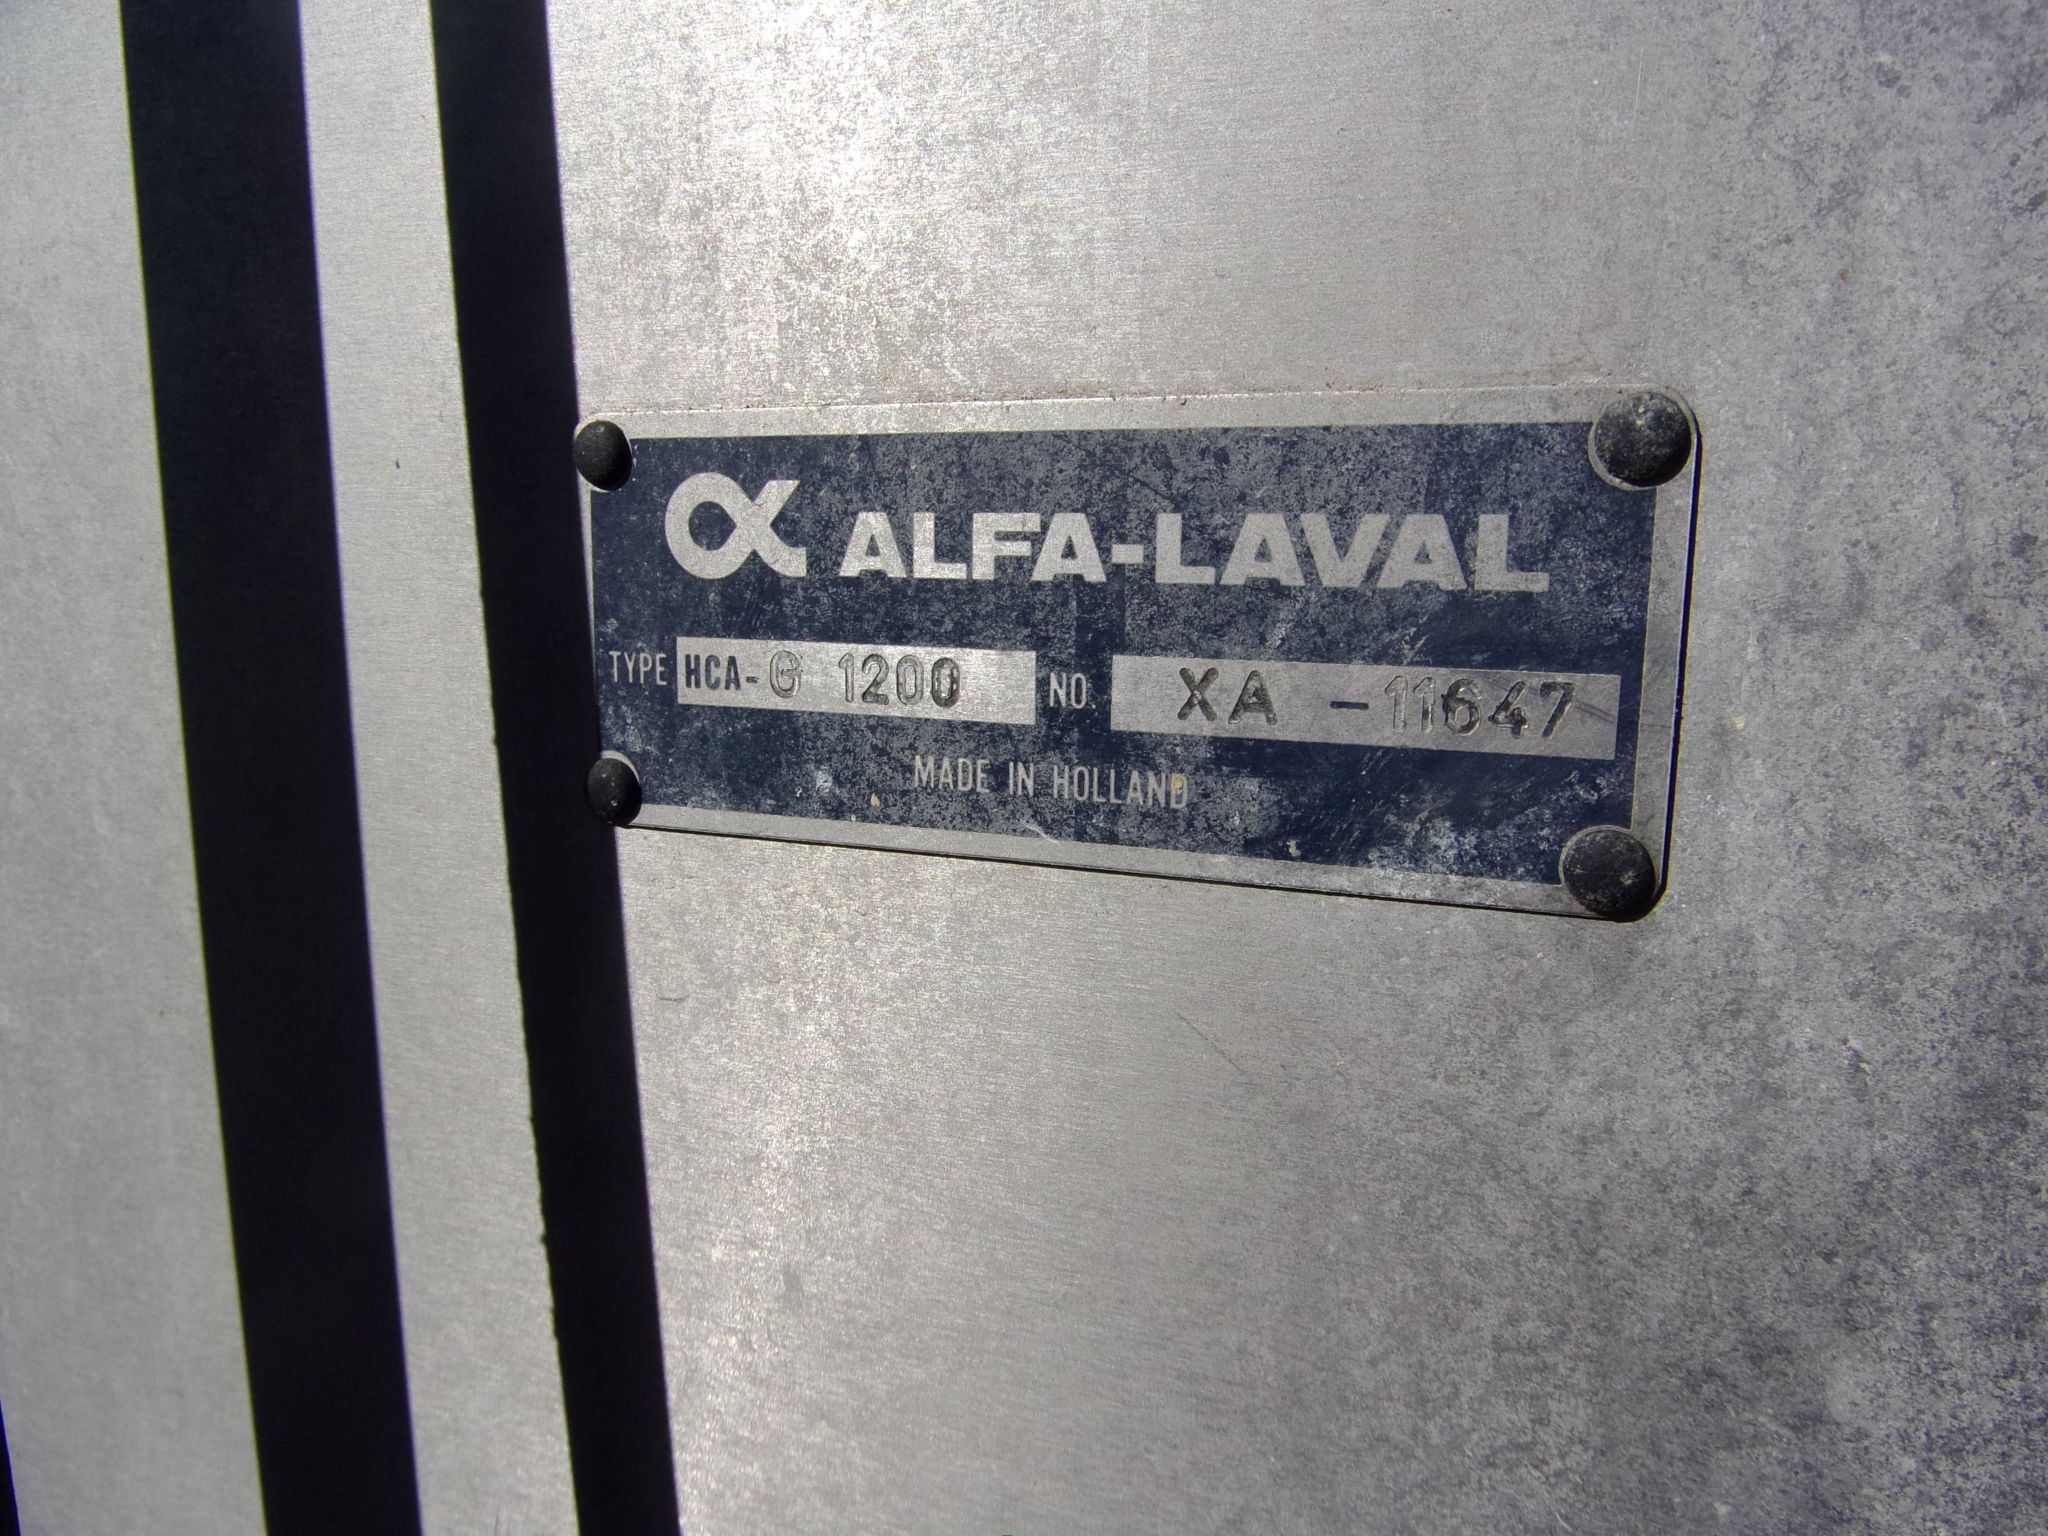 ALFA-LAVAL
TYPE HCA-G 1200 NO. XA -11647
MADE IN HOLLAND